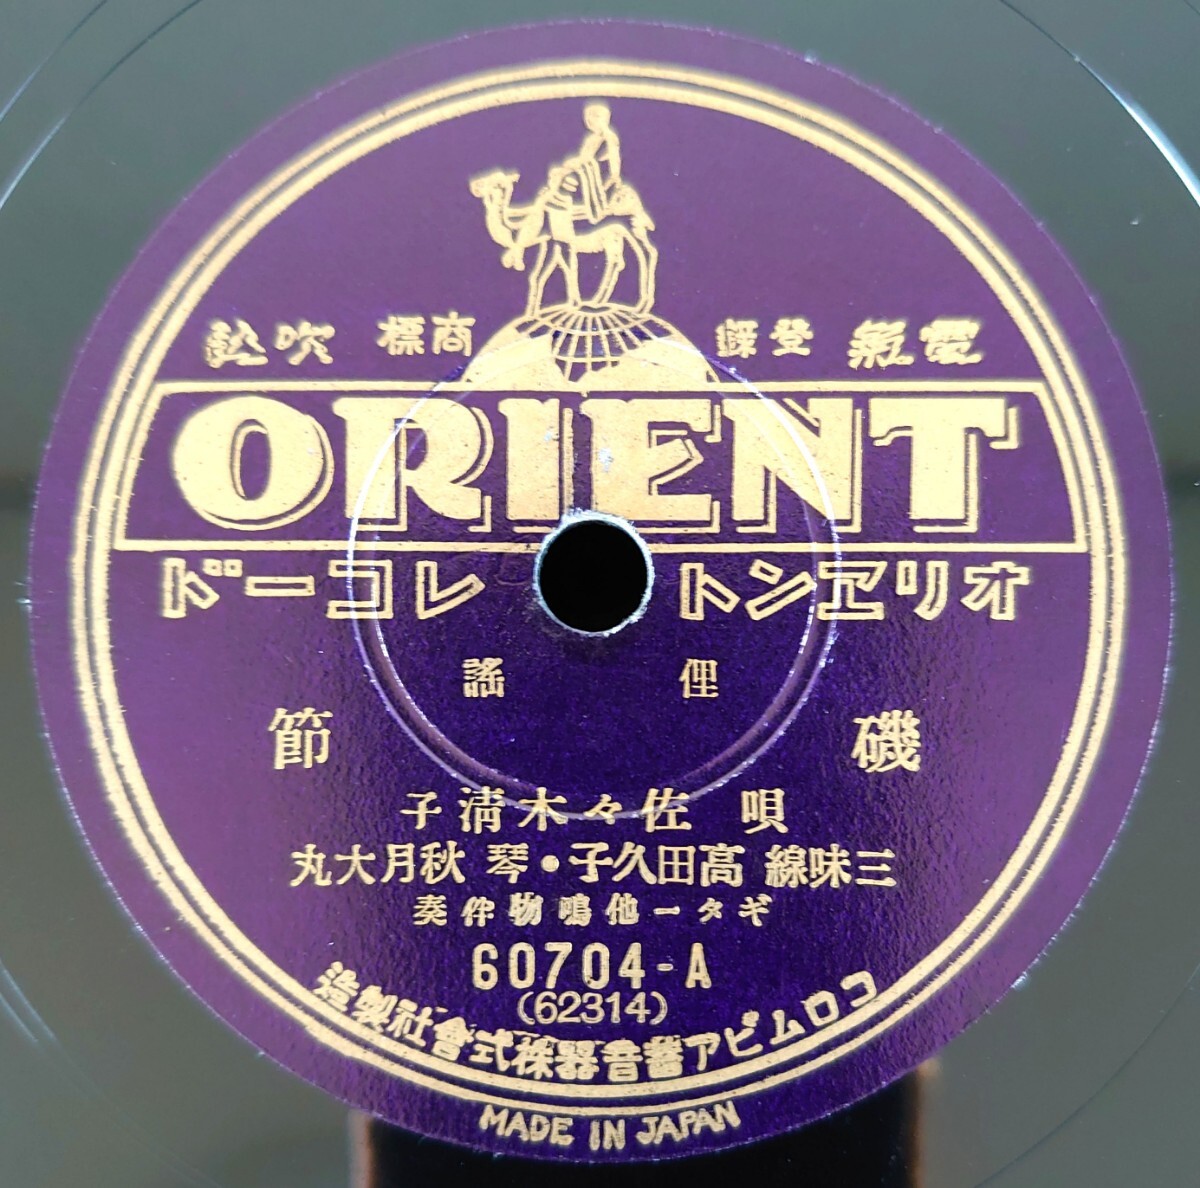 電氣 登錄 商標 吹込
ORIENT
オリヱント レコード
俚謠
磯節
唄 佐々木清子
三味線 高田久子・琴 秋月大丸
ギター他鳴物伴奏
60704-A
(62314)
コロムビア蓄音器株式會社製造
MADE IN JAPAN